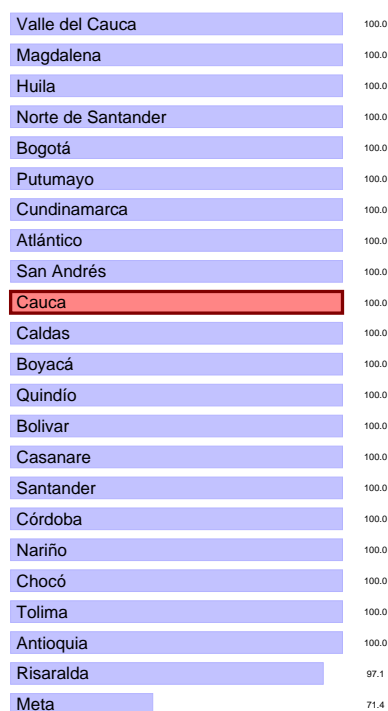 Valle del Cauca 100.0
Magdalena 100.0
Huila 100.0
Norte de Santander 100.0
Bogotá 100.0
Putumayo 100.0
Cundinamarca 100.0
Atlántico 100.0
San Andrés 100.0
Cauca 100.0
Caldas 100.0
Boyacá 100.0
Quindío 100.0
Bolivar 100.0
Casanare 100.0
Santander 100.0
Córdoba 100.0
Nariño 100.0
Chocó 100.0
Tolima 100.0
Antioquia 100.0
Risaralda 97.1
Meta 71.4